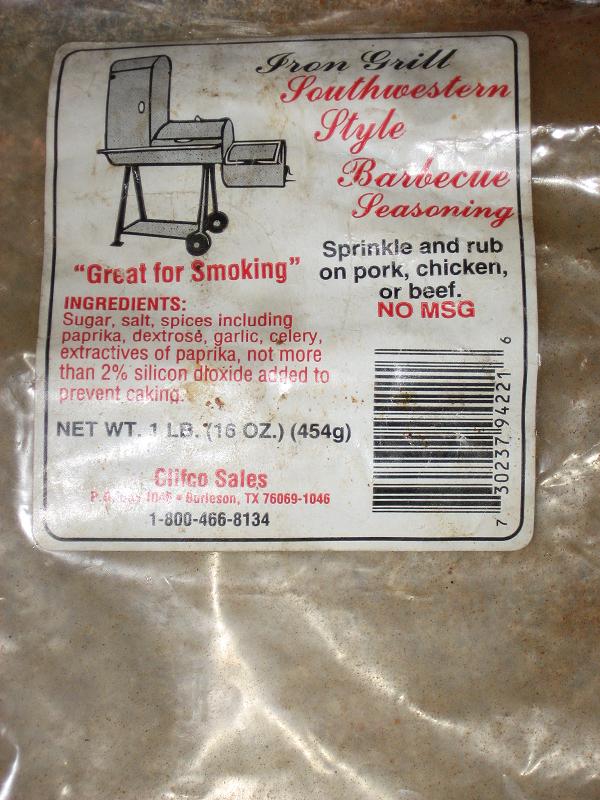 Iron Grill
Southwestern
Style
Barbecue
Seasoning
"Great for Smoking"
Sprinkle and rub
on pork, chicken,
or beef.
NO MSG
INGREDIENTS:
Sugar, salt, spices including
paprika, dextrose, garlic, celery,
extractives of paprika, not more
than 2% silicon dioxide added to
prevent caking.
NET WT. 1 LB. (16 OZ.) (454g)
Clifco Sales
P.O. Box 1046 • Burleson, TX 76069-1046
1-800-466-8134
7 30237 94221 6